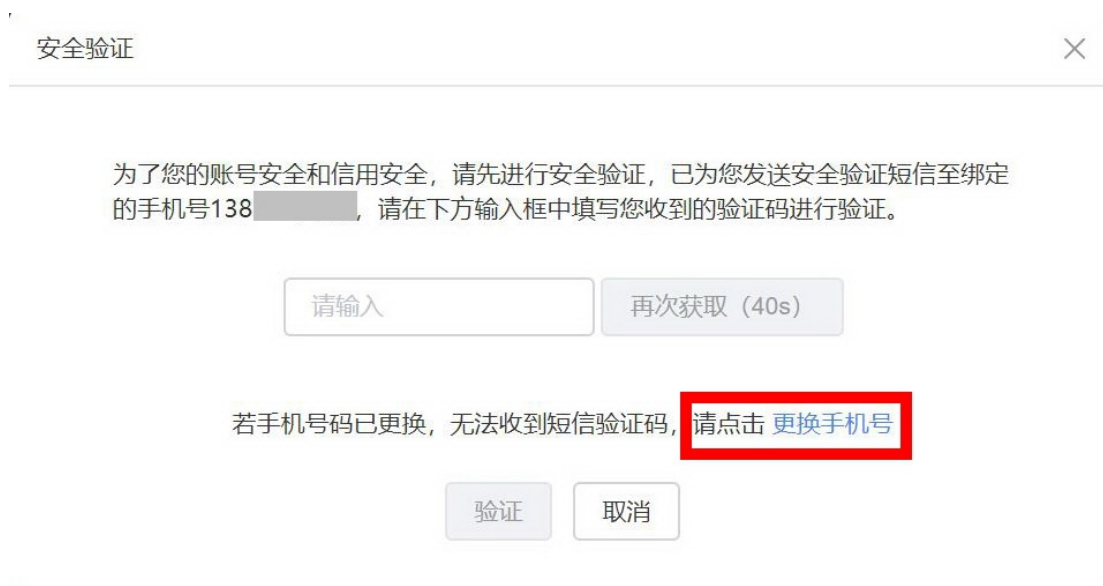 安全验证
为了您的账号安全和信用安全，请先进行安全验证，已为您发送安全验证短信至绑定
的手机号138，请在下方输入框中填写您收到的验证码进行验证。
请输入 再次获取（40s）
若手机号码已更换，无法收到短信验证码，请点击 更换手机号
验证 取消